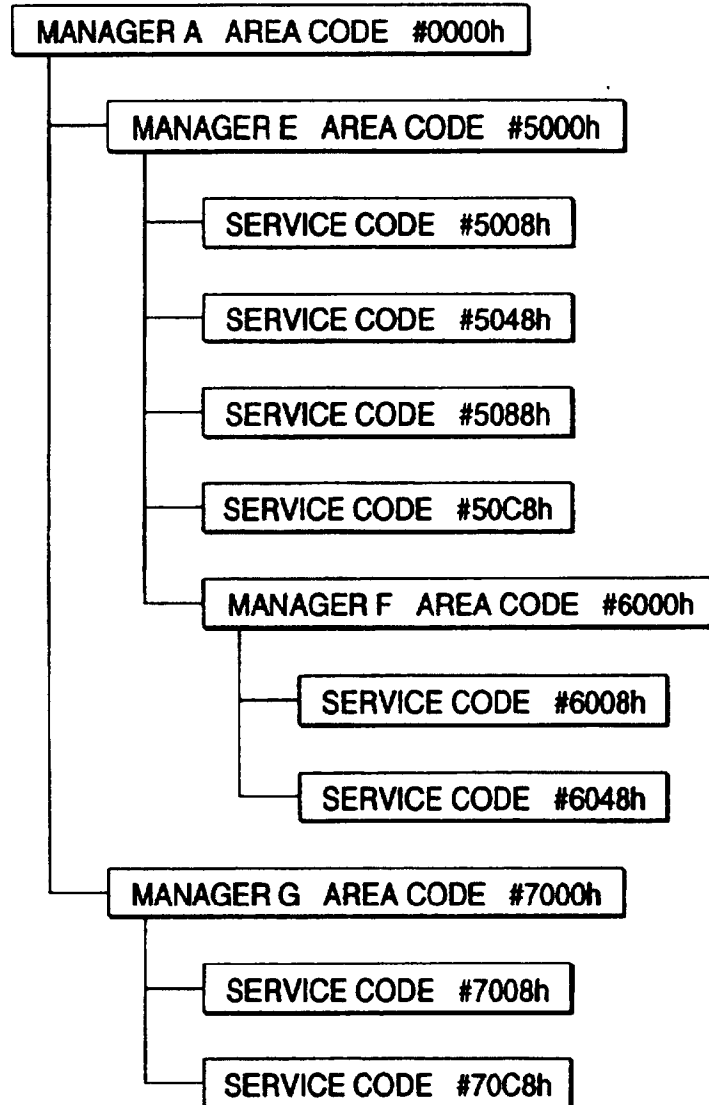 MANAGER A AREA CODE #0000h
MANAGER E AREA CODE #5000h
SERVICE CODE #5008h
SERVICE CODE #5048h
SERVICE CODE #5088h
SERVICE CODE #50C8h
MANAGER F AREA CODE #6000h
SERVICE CODE #6008h
SERVICE CODE #6048h
MANAGER G AREA CODE #7000h
SERVICE CODE #7008h
SERVICE CODE #70C8h